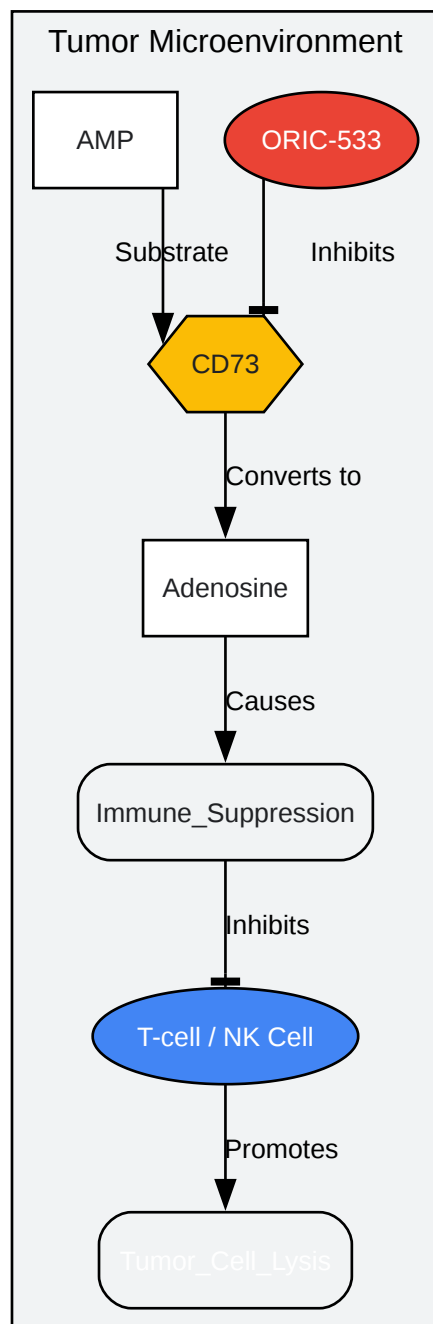 Tumor Microenvironment
AMP
ORIC-533
Substrate
Inhibits
CD73
Converts to
Adenosine
Causes
Immune_Suppression
Inhibits
T-cell / NK Cell
Promotes
Tumor_Cell_Lysis